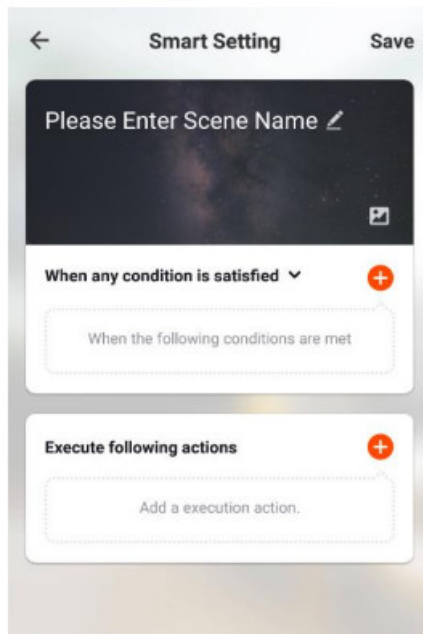 Smart Setting
Save
Please Enter Scene Name
When any condition is satisfied
When the following conditions are met
Execute following actions
Add a execution action.